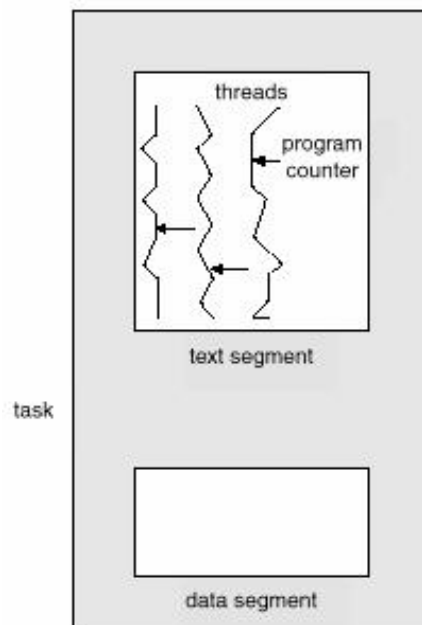 threads
program
counter
text segment
task
data segment